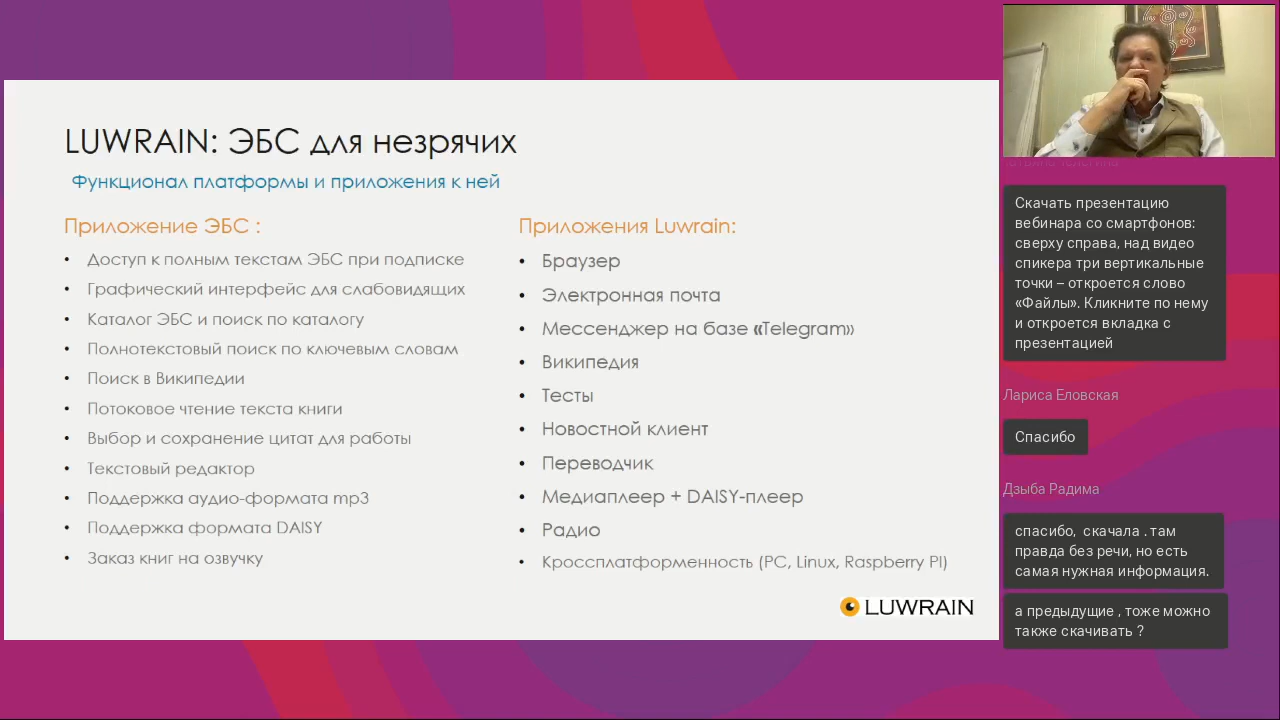 LUWRAIN: ЭБС для незрячих
Функционал платформы и приложения к ней
Приложение ЭБС :
• Доступ к полным текстам ЭБС при подписке
• Графический интерфейс для слабовидящих
• Каталог ЭБС и поиск по каталогу
• Полнотекстовый поиск по ключевым словам
• Поиск в Википедии
• Потоковое чтение текста книги
• Выбор и сохранение цитат для работы
• Текстовый редактор
• Поддержка аудио-формата mp3
• Поддержка формата DAISY
• Заказ книг на озвучку
Приложения Luwrain:
• Браузер
• Электронная почта
• Мессенджер на базе «Telegram»
• Википедия
• Тесты
• Новостной клиент
• Переводчик
• Медиаплеер + DAISY-плеер
• Радио
• Кроссплатформенность (PC, Linux, Raspberry PI)
LUWRAIN
Скачать презентацию
вебинара со смартфонов:
сверху справа, над видео
спикера три вертикальные
точки – откроется слово
«Файлы». Кликните по нему
и откроется вкладка с
презентацией
Лариса Еловская
Спасибо
Дзыба Радима
спасибо, скачала . там
правда без речи, но есть
самая нужная информация.
а предыдущие , тоже можно
также скачивать ?